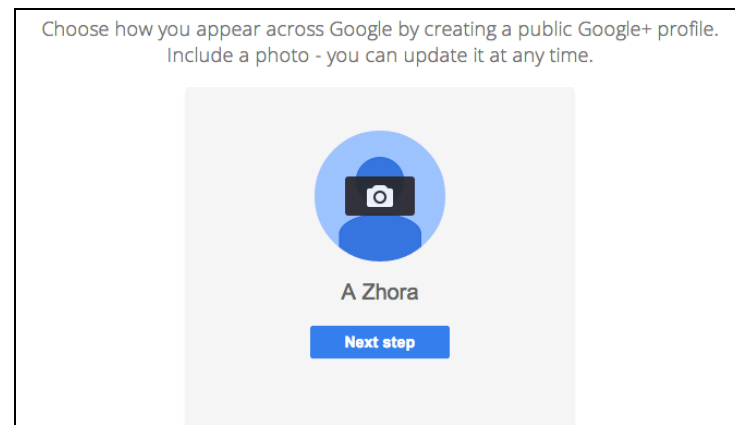 Choose how you appear across Google by creating a public Google+ profile.
Include a photo - you can update it at any time.
A Zhora
Next step